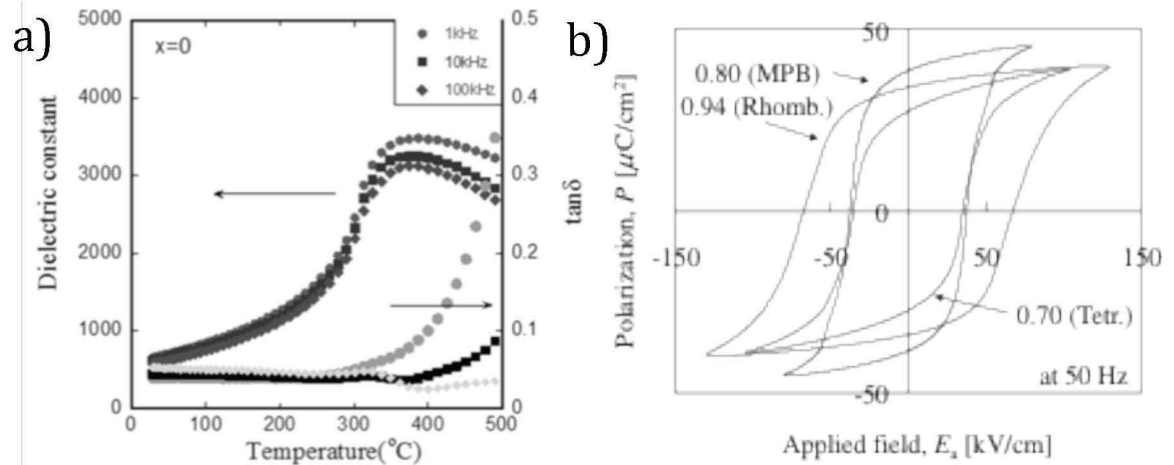 a)
x=0
1kHz
10kHz
100kHz
Dielectric constant
5000
4000
3000
2000
1000
0
0.5
0.4
0.3
0.2
0.1
0
tanδ
0
100
200
300
400
500
Temperature(°C)
b)
50
0.80 (MPB)
0.94 (Rhomb.)
Polarization, P [μC/cm²]
0
-150
-50
50
150
0.70 (Tetr.)
at 50 Hz
-50
Applied field, Eₐ [kV/cm]